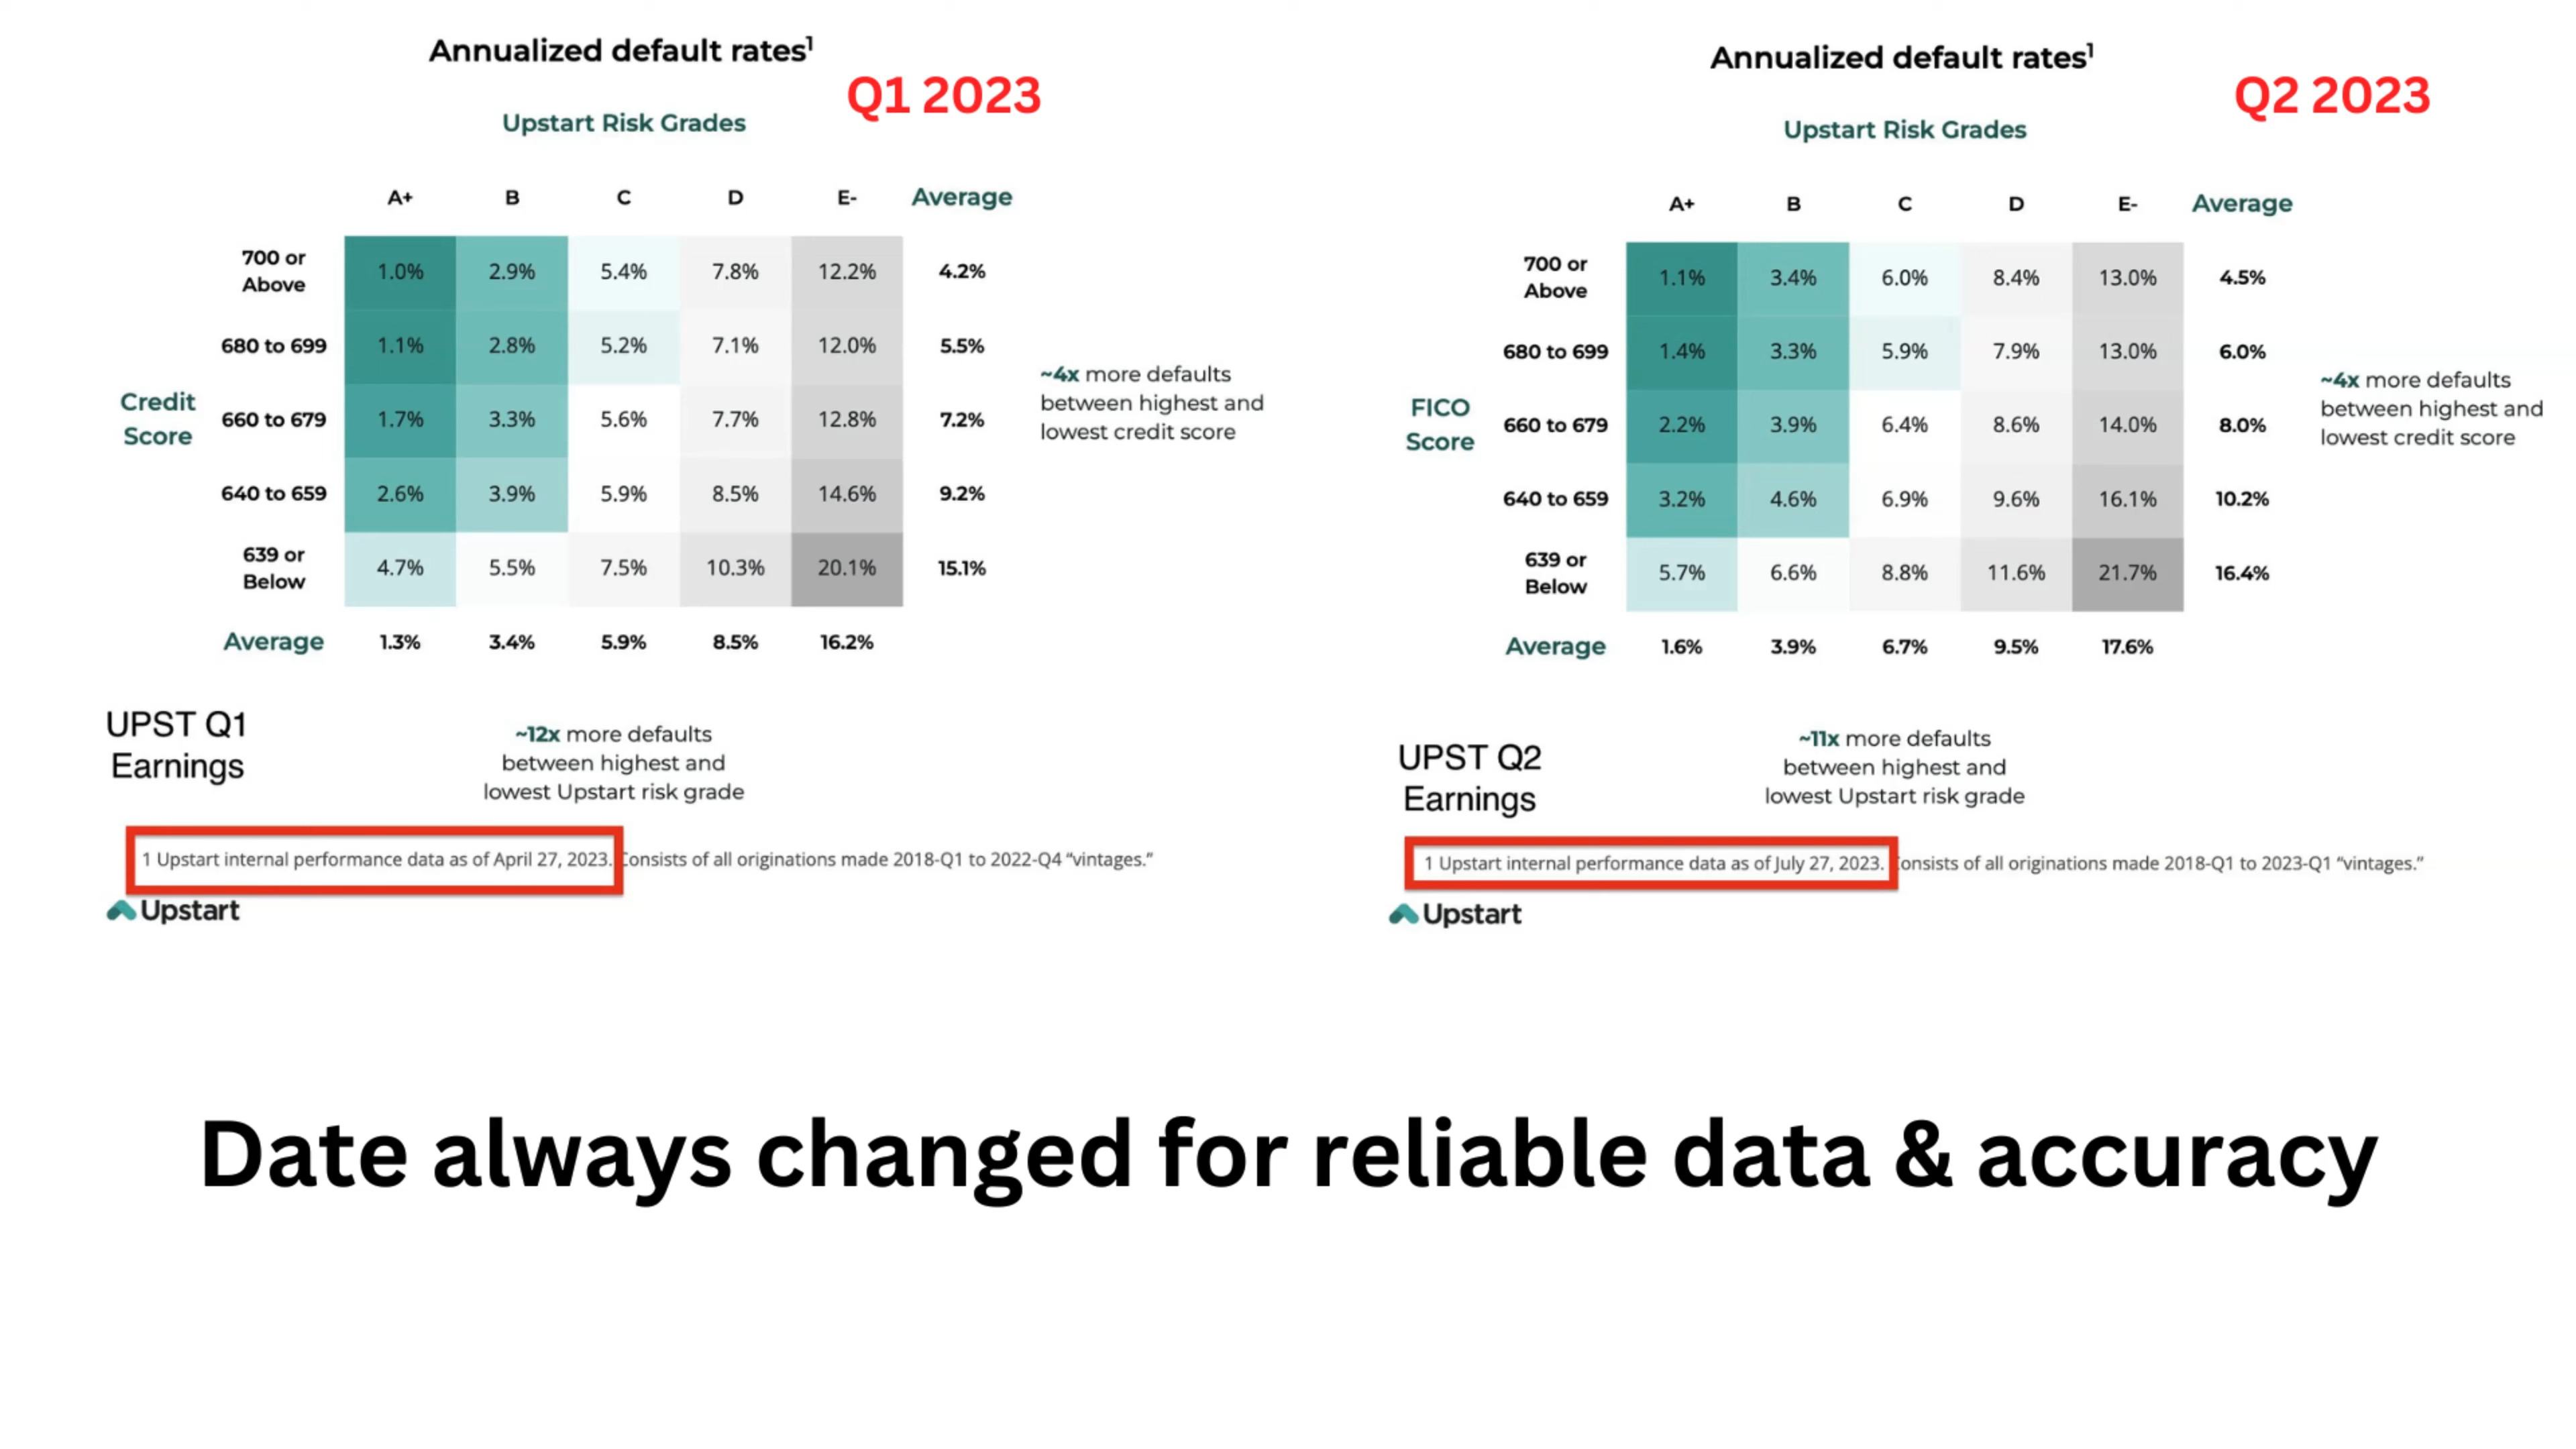 Annualized default rates¹
Q1 2023
Upstart Risk Grades
A+ B C D E- Average
700 or Above 1.0% 2.9% 5.4% 7.8% 12.2% 4.2%
680 to 699 1.1% 2.8% 5.2% 7.1% 12.0% 5.5%
Credit Score
660 to 679 1.7% 3.3% 5.6% 7.7% 12.8% 7.2%
640 to 659 2.6% 3.9% 5.9% 8.5% 14.6% 9.2%
639 or Below 4.7% 5.5% 7.5% 10.3% 20.1% 15.1%
Average 1.3% 3.4% 5.9% 8.5% 16.2%
~4x more defaults
between highest and
lowest credit score
UPST Q1
Earnings
~12x more defaults
between highest and
lowest Upstart risk grade
1 Upstart internal performance data as of April 27, 2023. Consists of all originations made 2018-Q1 to 2022-Q4 “vintages.”
Upstart
Annualized default rates¹
Q2 2023
Upstart Risk Grades
A+ B C D E- Average
700 or Above 1.1% 3.4% 6.0% 8.4% 13.0% 4.5%
680 to 699 1.4% 3.3% 5.9% 7.9% 13.0% 6.0%
FICO Score
660 to 679 2.2% 3.9% 6.4% 8.6% 14.0% 8.0%
640 to 659 3.2% 4.6% 6.9% 9.6% 16.1% 10.2%
639 or Below 5.7% 6.6% 8.8% 11.6% 21.7% 16.4%
Average 1.6% 3.9% 6.7% 9.5% 17.6%
~4x more defaults
between highest and
lowest credit score
UPST Q2
Earnings
~11x more defaults
between highest and
lowest Upstart risk grade
1 Upstart internal performance data as of July 27, 2023. Consists of all originations made 2018-Q1 to 2023-Q1 “vintages.”
Upstart
Date always changed for reliable data & accuracy